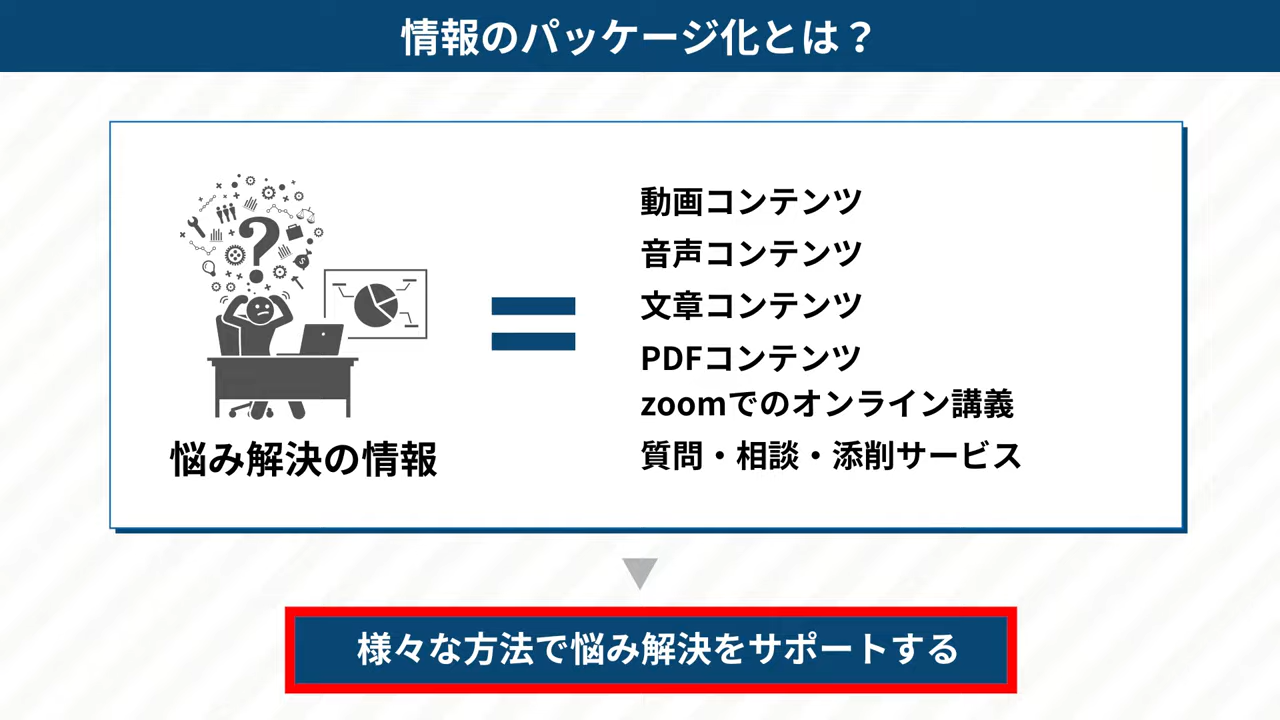 情報のパッケージ化とは？
悩み解決の情報
動画コンテンツ
音声コンテンツ
文章コンテンツ
PDFコンテンツ
zoomでのオンライン講義
質問・相談・添削サービス
様々な方法で悩み解決をサポートする